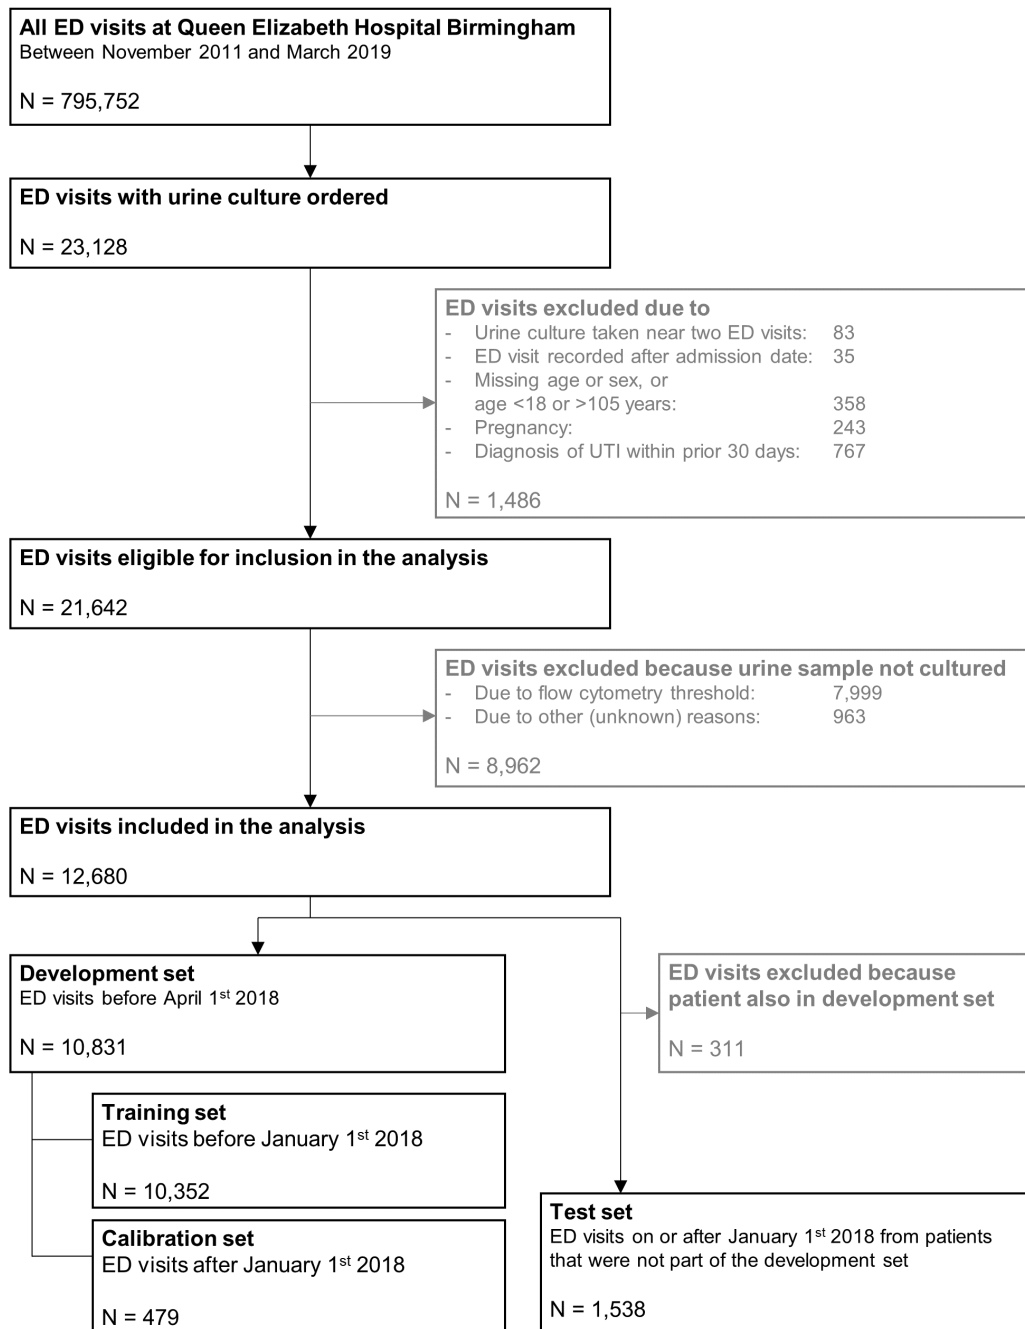 All ED visits at Queen Elizabeth Hospital Birmingham
Between November 2011 and March 2019
N = 795,752
ED visits with urine culture ordered
N = 23,128
ED visits excluded due to
- Urine culture taken near two ED visits: 83
- ED visit recorded after admission date: 35
- Missing age or sex, or
age <18 or >105 years: 358
- Pregnancy: 243
- Diagnosis of UTI within prior 30 days: 767
N = 1,486
ED visits eligible for inclusion in the analysis
N = 21,642
ED visits excluded because urine sample not cultured
- Due to flow cytometry threshold: 7,999
- Due to other (unknown) reasons: 963
N = 8,962
ED visits included in the analysis
N = 12,680
Development set
ED visits before April 1st 2018
N = 10,831
ED visits excluded because
patient also in development set
N = 311
Training set
ED visits before January 1st 2018
N = 10,352
Calibration set
ED visits after January 1st 2018
N = 479
Test set
ED visits on or after January 1st 2018 from patients
that were not part of the development set
N = 1,538